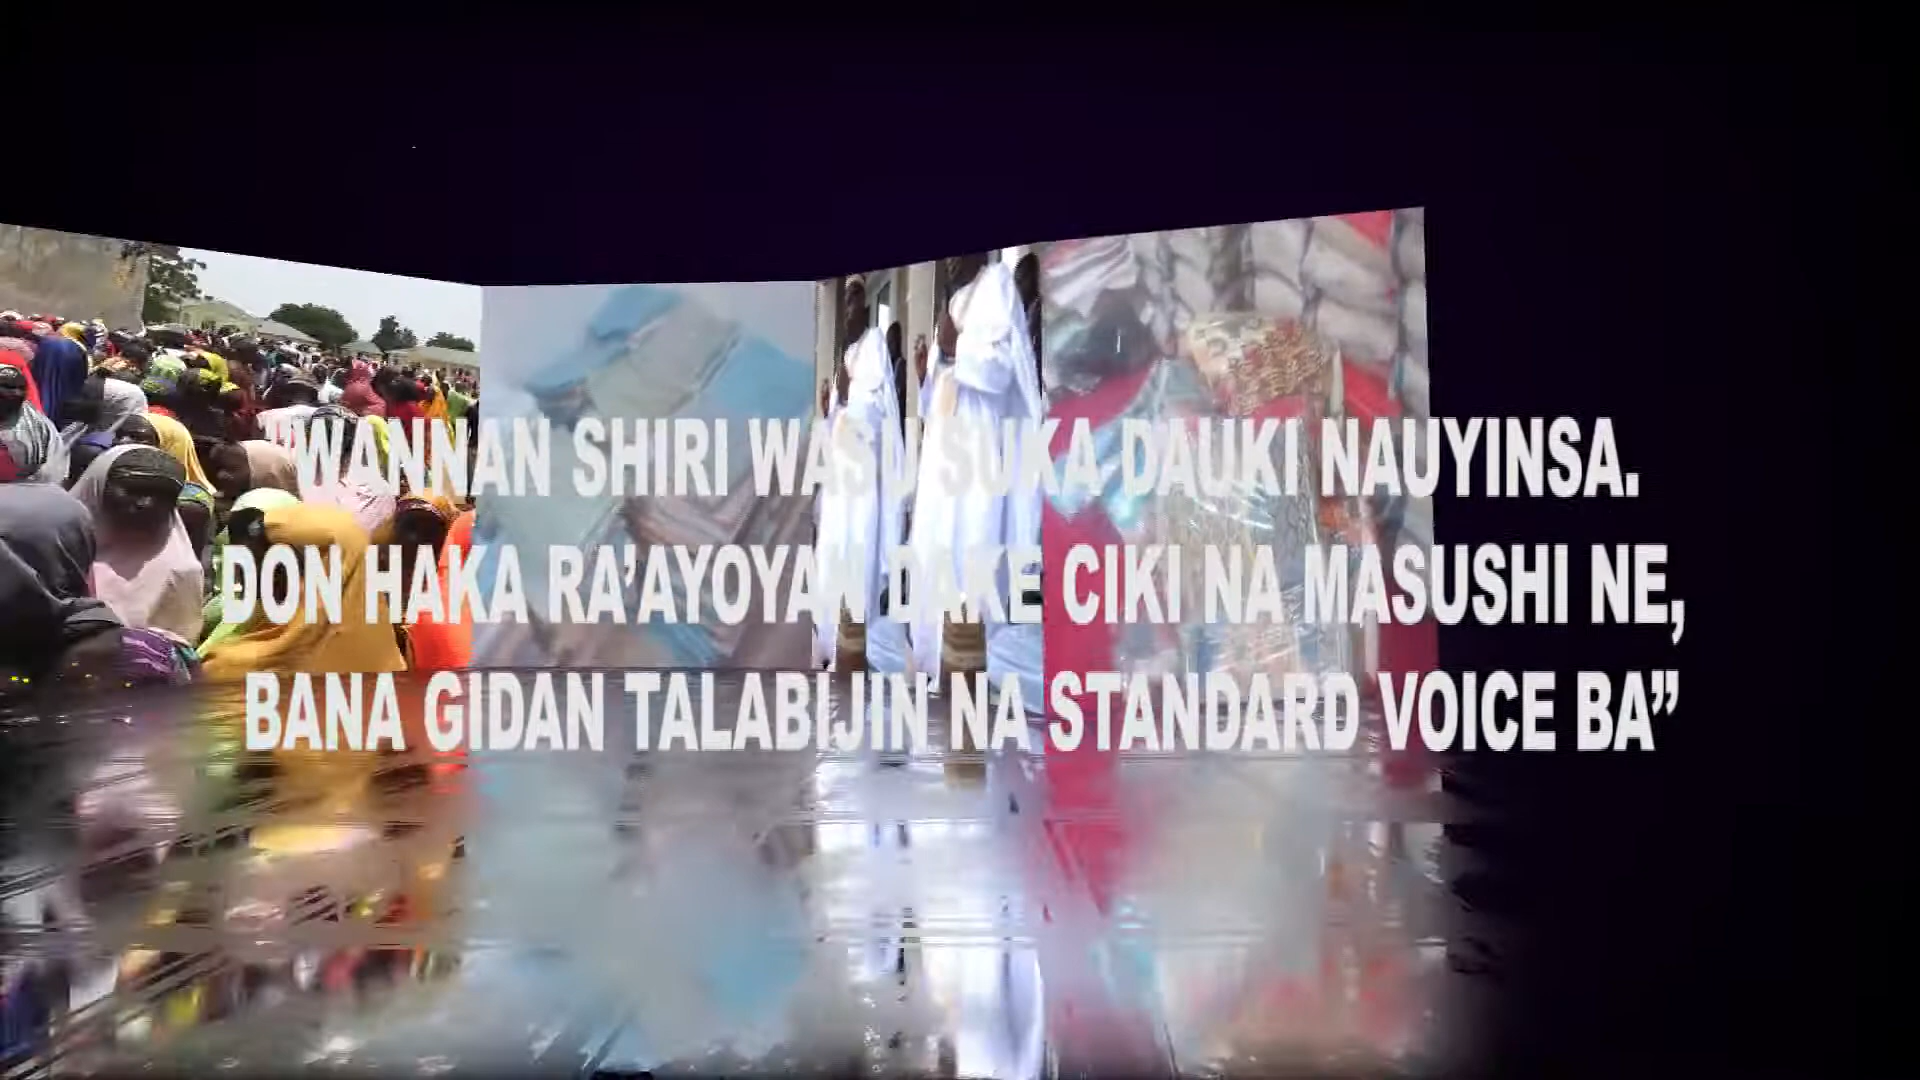 "WANNAN SHIRI WASU SUKA DAUKI NAUYINSA.
ĐON HAKA RA'AYOYAN DAKE CIKI NA MASUSHI NE,
BANA GIDAN TALABIJIN NA STANDARD VOICE BA"